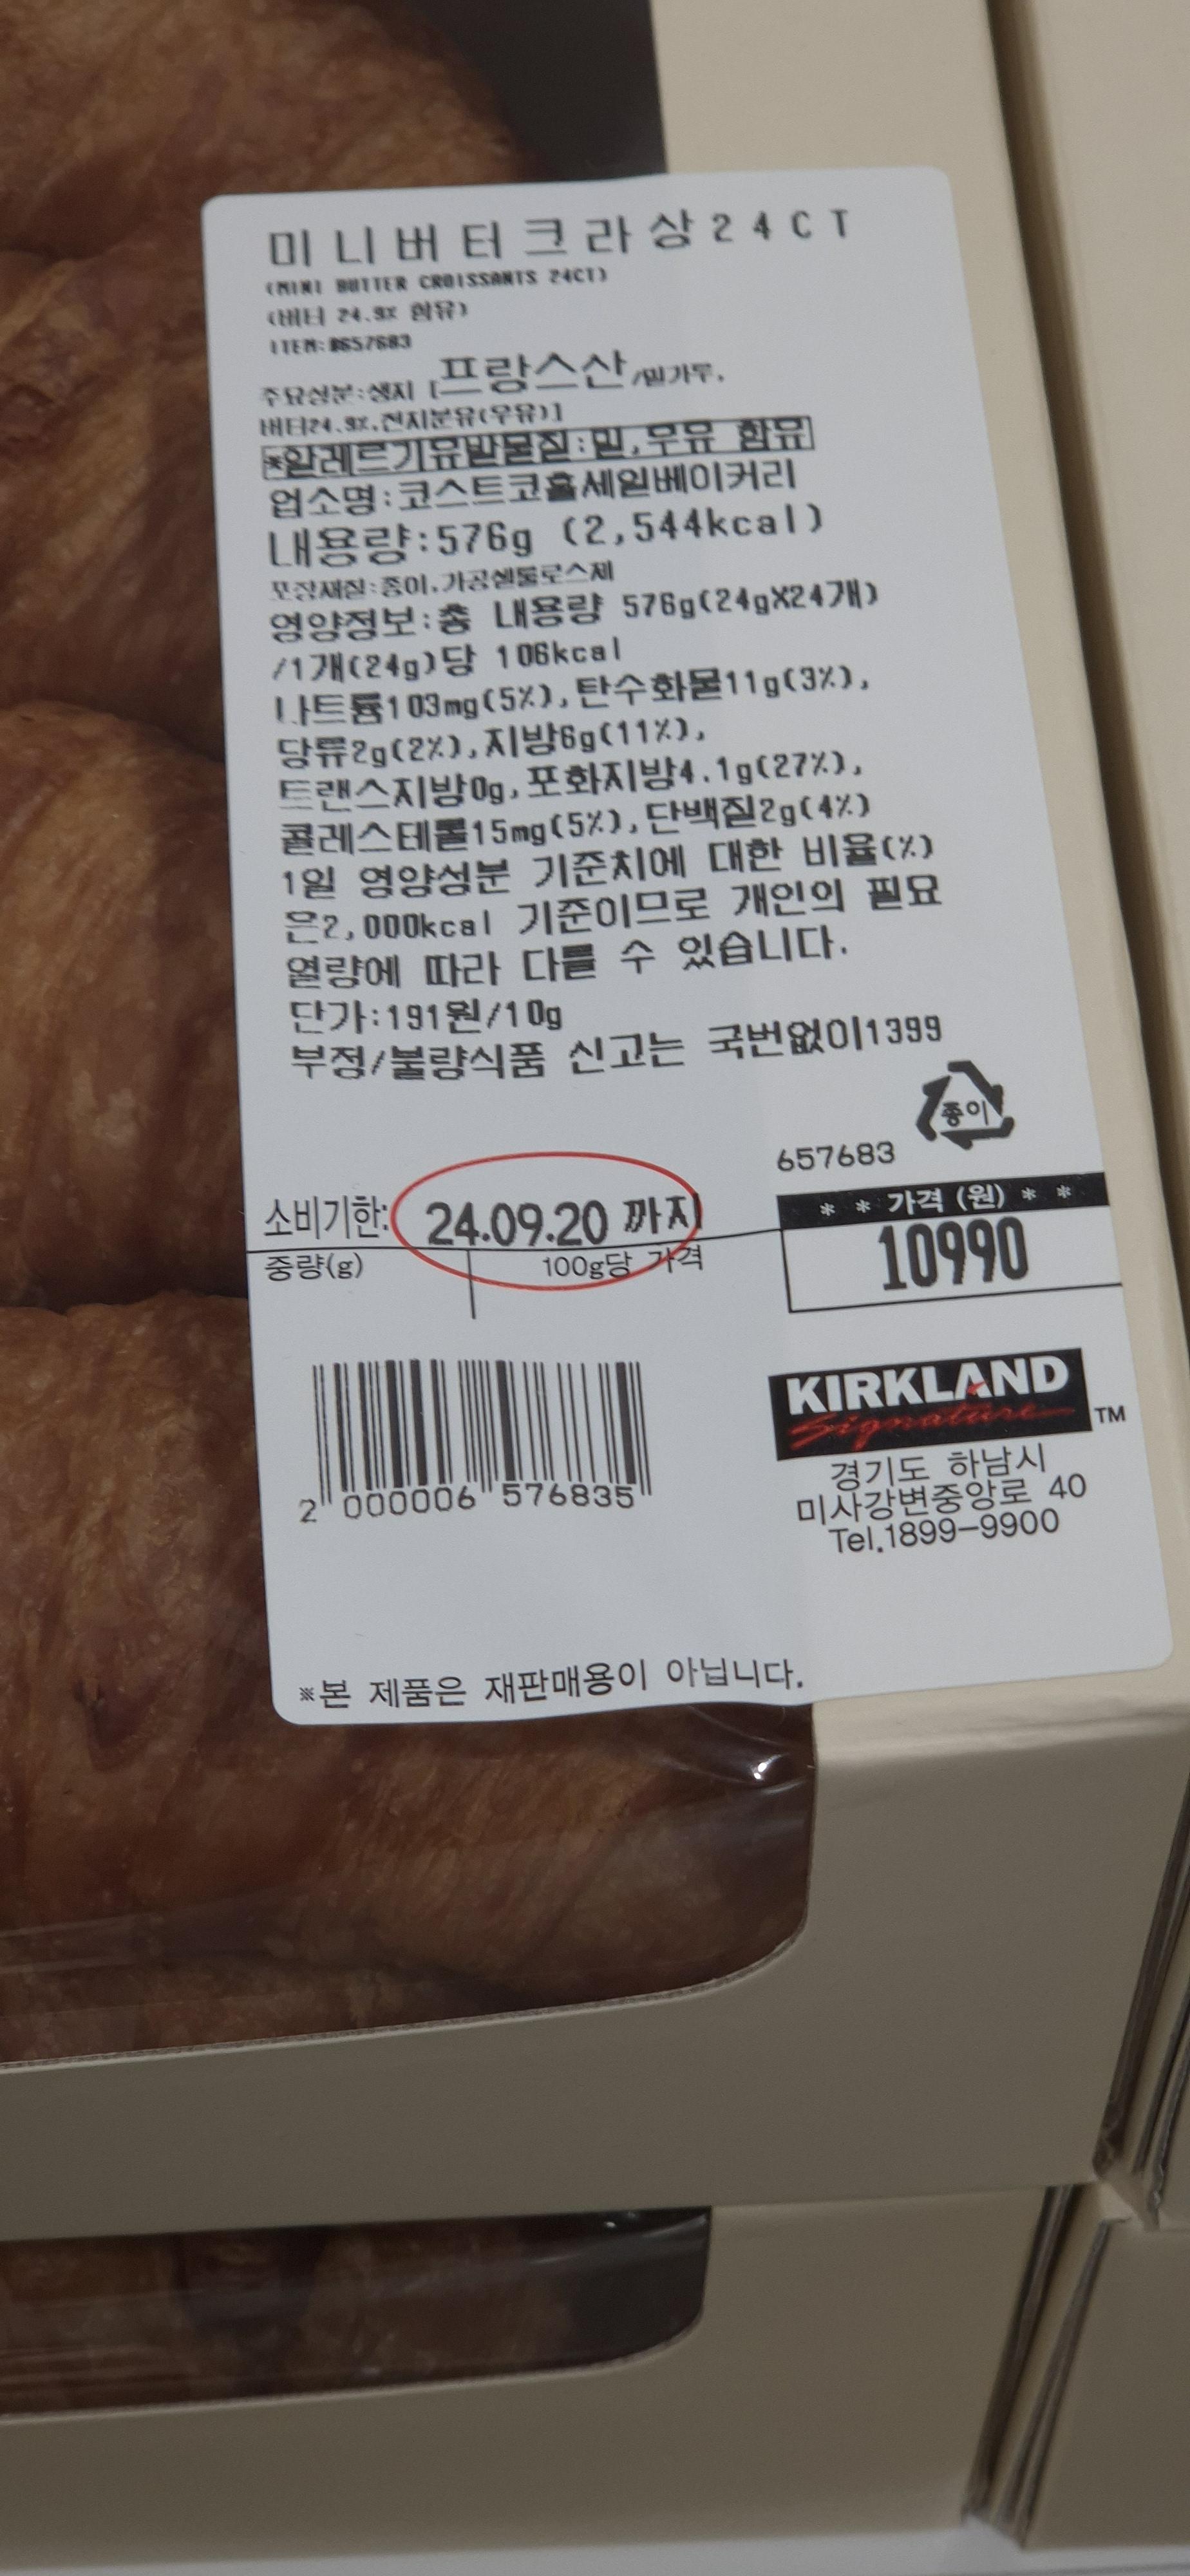 미니버터크라상24CT
(MINI BUTTER CROISSANTS 24CT)
(버터 24.9% 함유)
ITEM:#657683
주요성분:생지 [프랑스산/밀가루,
버터24.9%,전지분유(우유)]
*알레르기유발물질:밀,우유 함유
업소명:코스트코홀세일베이커리
내용량:576g (2,544kcal)
포장재질:종이,가공셀룰로스제
영양정보:총 내용량 576g(24gX24개)
/1개(24g)당 106kcal
나트륨103mg(5%),탄수화물11g(3%),
당류2g(2%),지방6g(11%),
트랜스지방0g,포화지방4.1g(27%),
콜레스테롤15mg(5%),단백질2g(4%)
1일 영양성분 기준치에 대한 비율(%)
은2,000kcal 기준이므로 개인의 필요
열량에 따라 다를 수 있습니다.
단가:191원/10g
부정/불량식품 신고는 국번없이1399
종이
657683
소비기한: 24.09.20 까지
* * 가격 (원) * *
중량(g) 100g당 가격
10990
2 000006 576835
KIRKLAND
Signature TM
경기도 하남시
미사강변중앙로 40
Tel.1899-9900
※본 제품은 재판매용이 아닙니다.